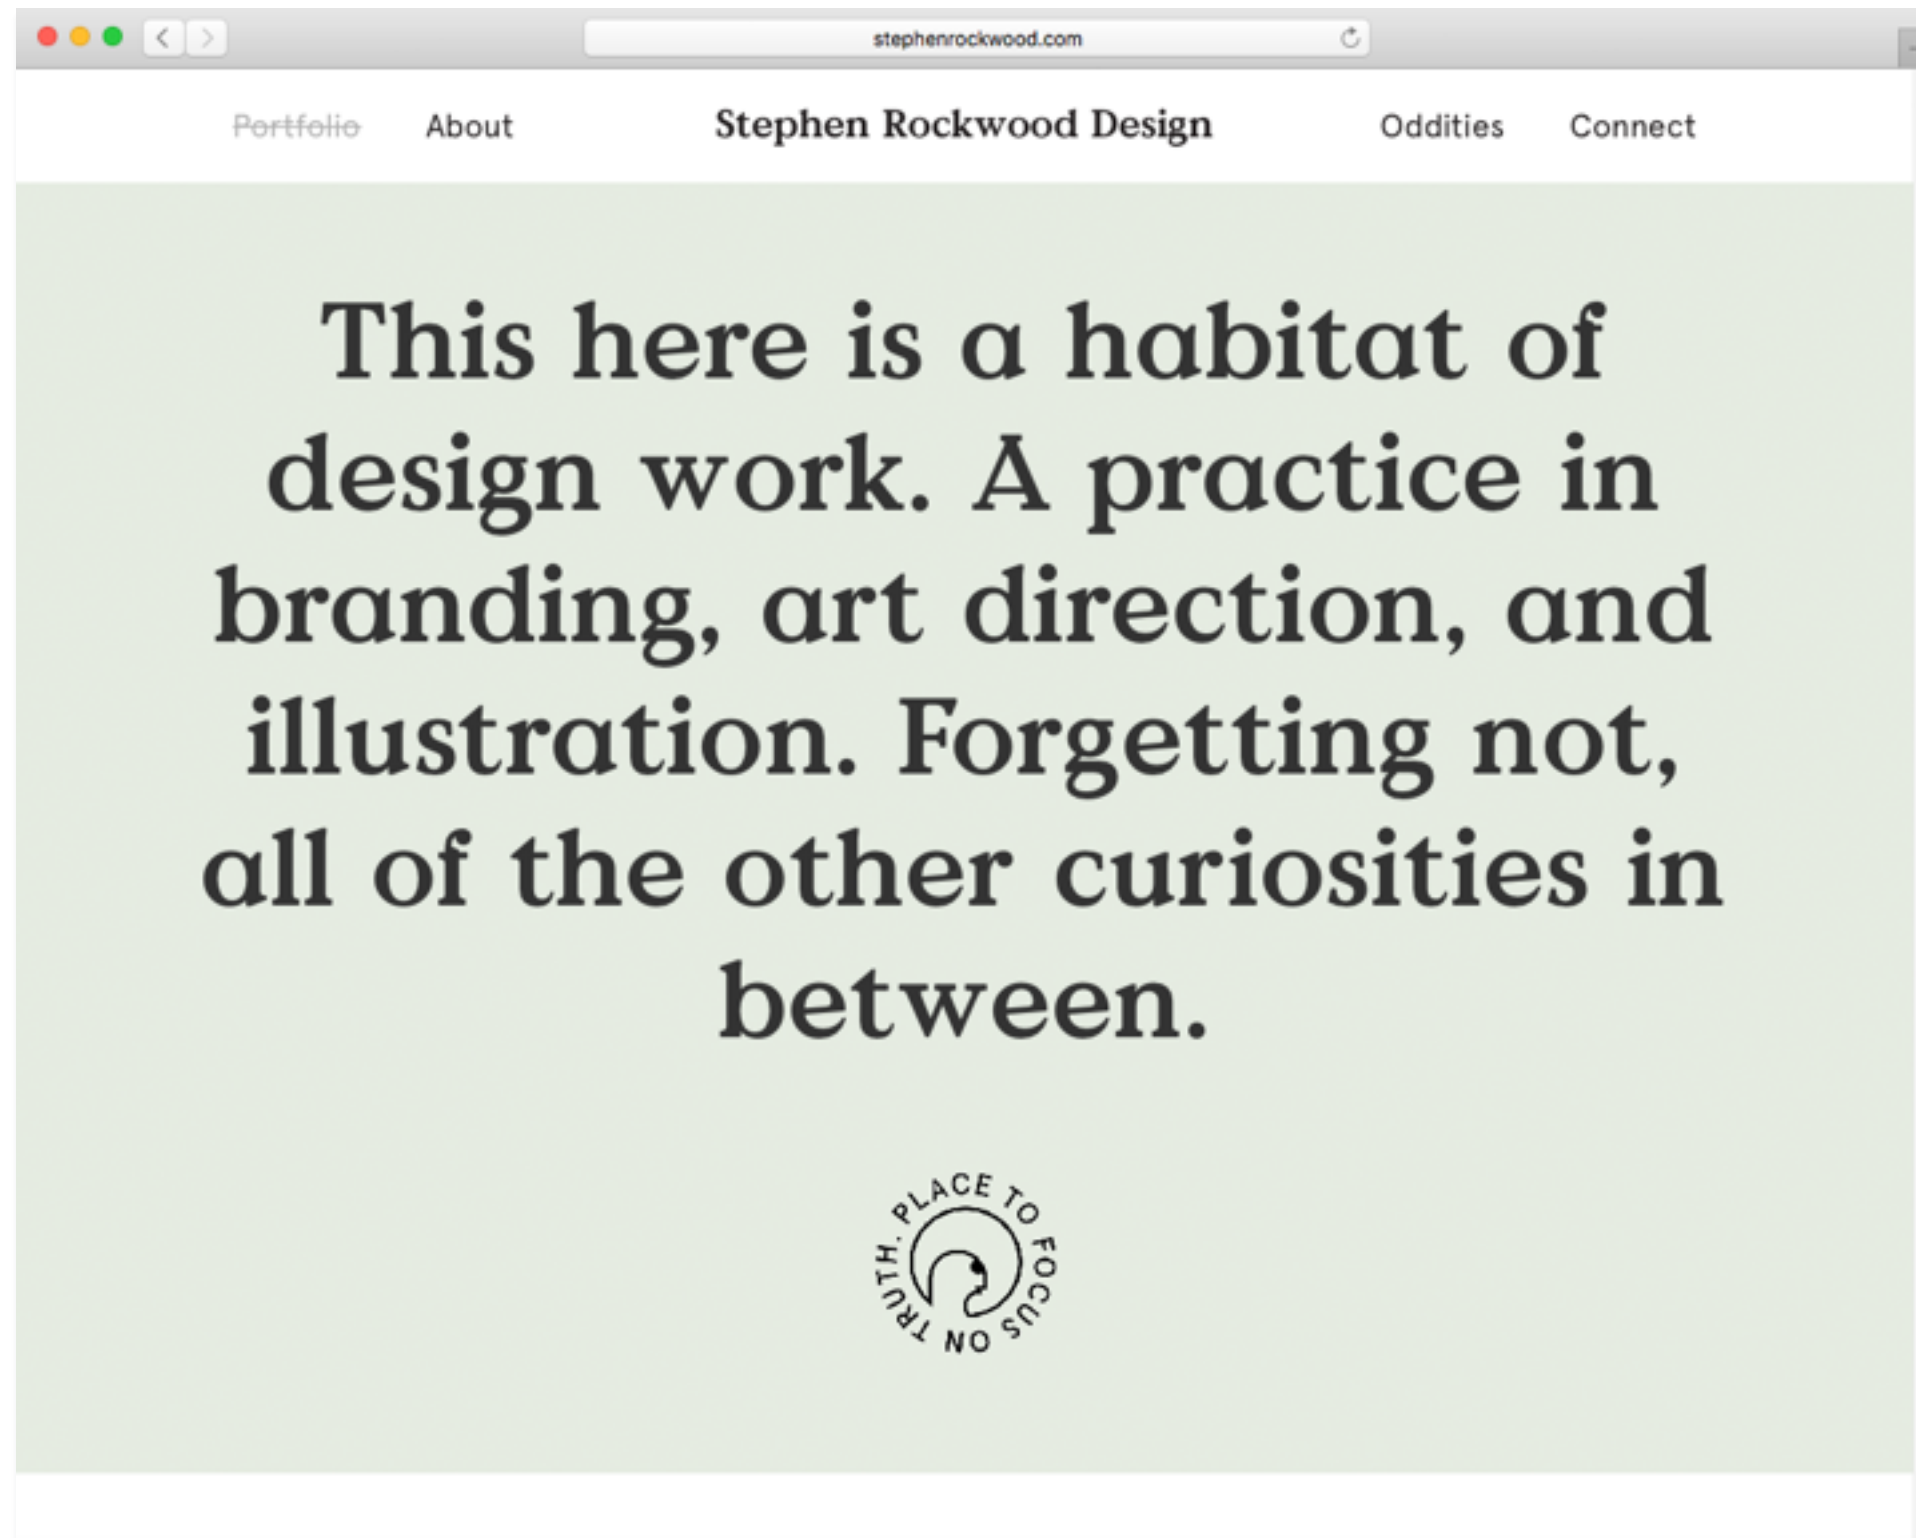 stephenrockwood.com
Portfolio About Stephen Rockwood Design Oddities Connect
This here is a habitat of
design work. A practice in
branding, art direction, and
illustration. Forgetting not,
all of the other curiosities in
between.
PLACE TO FOCUS ON TRUTH.